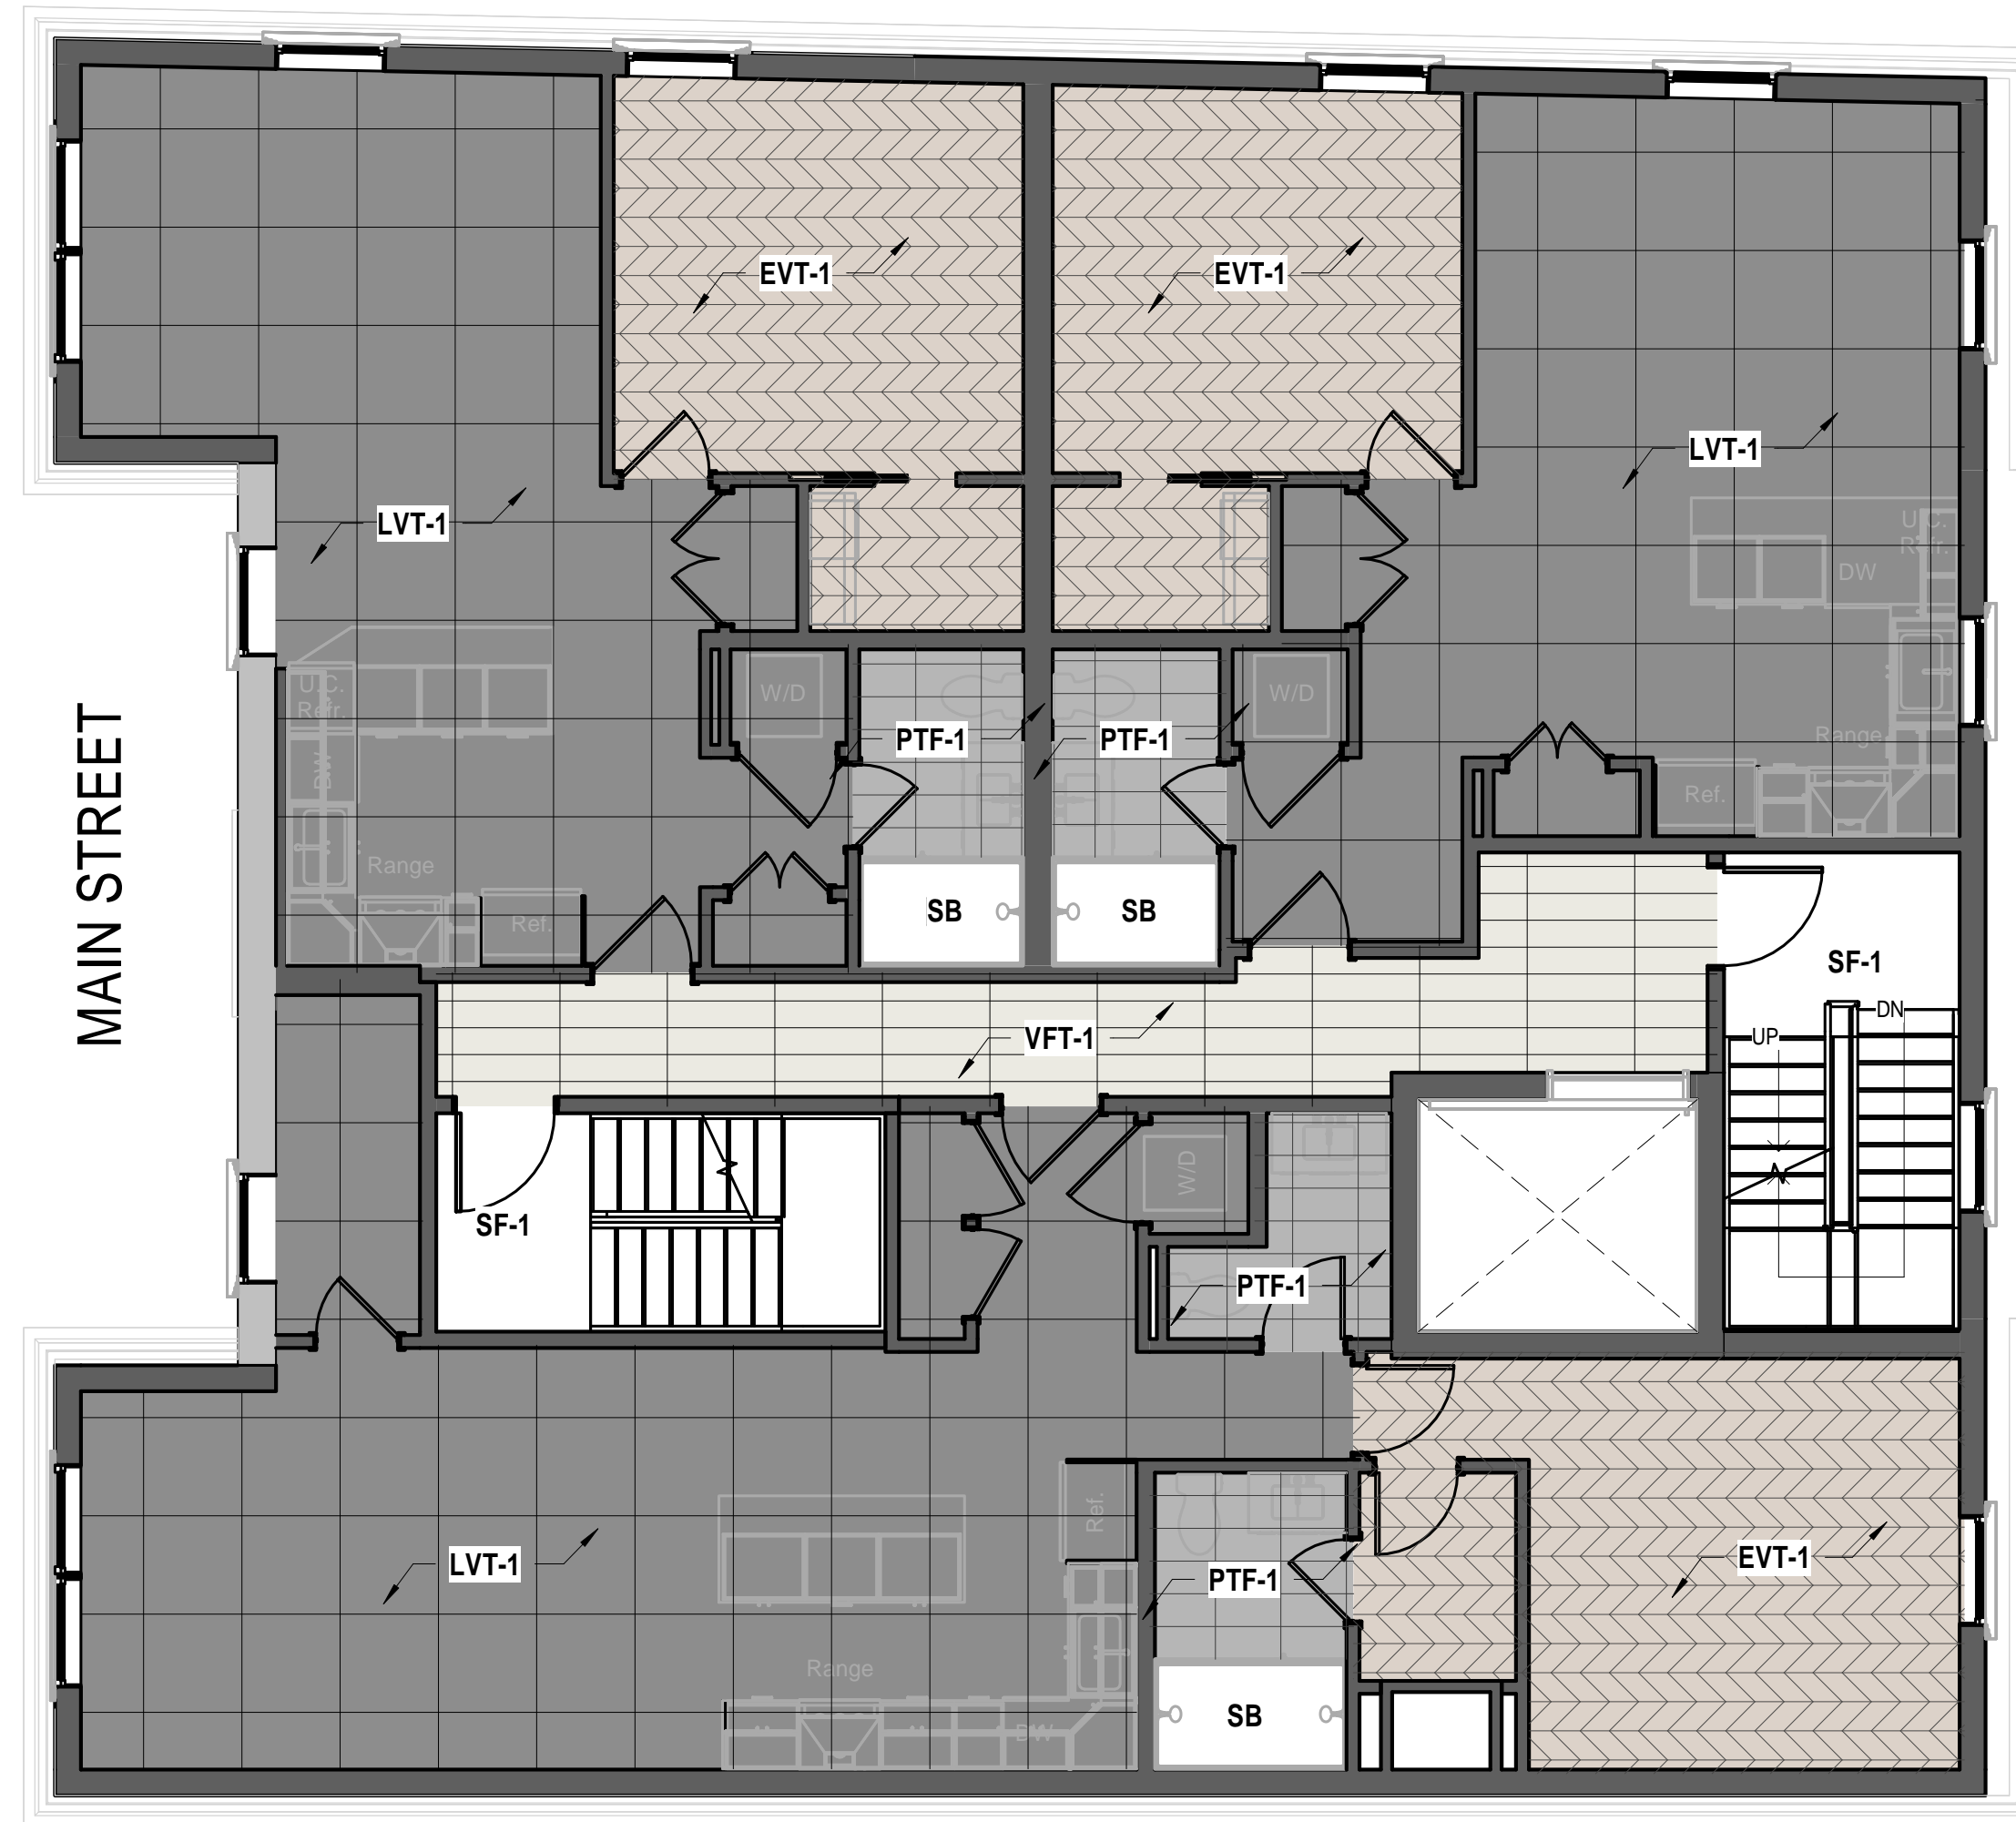 EVT-1
EVT-1
LVT-1
LVT-1
U.C.
Refr.
DW
U.C.
Refr.
W/D
W/D
PTF-1
PTF-1
Range
DW
Ref.
Range
Ref.
SB
SB
MAIN STREET
SF-1
DN
UP
VFT-1
W/D
SF-1
PTF-1
Ref.
LVT-1
PTF-1
EVT-1
Range
SB
DW